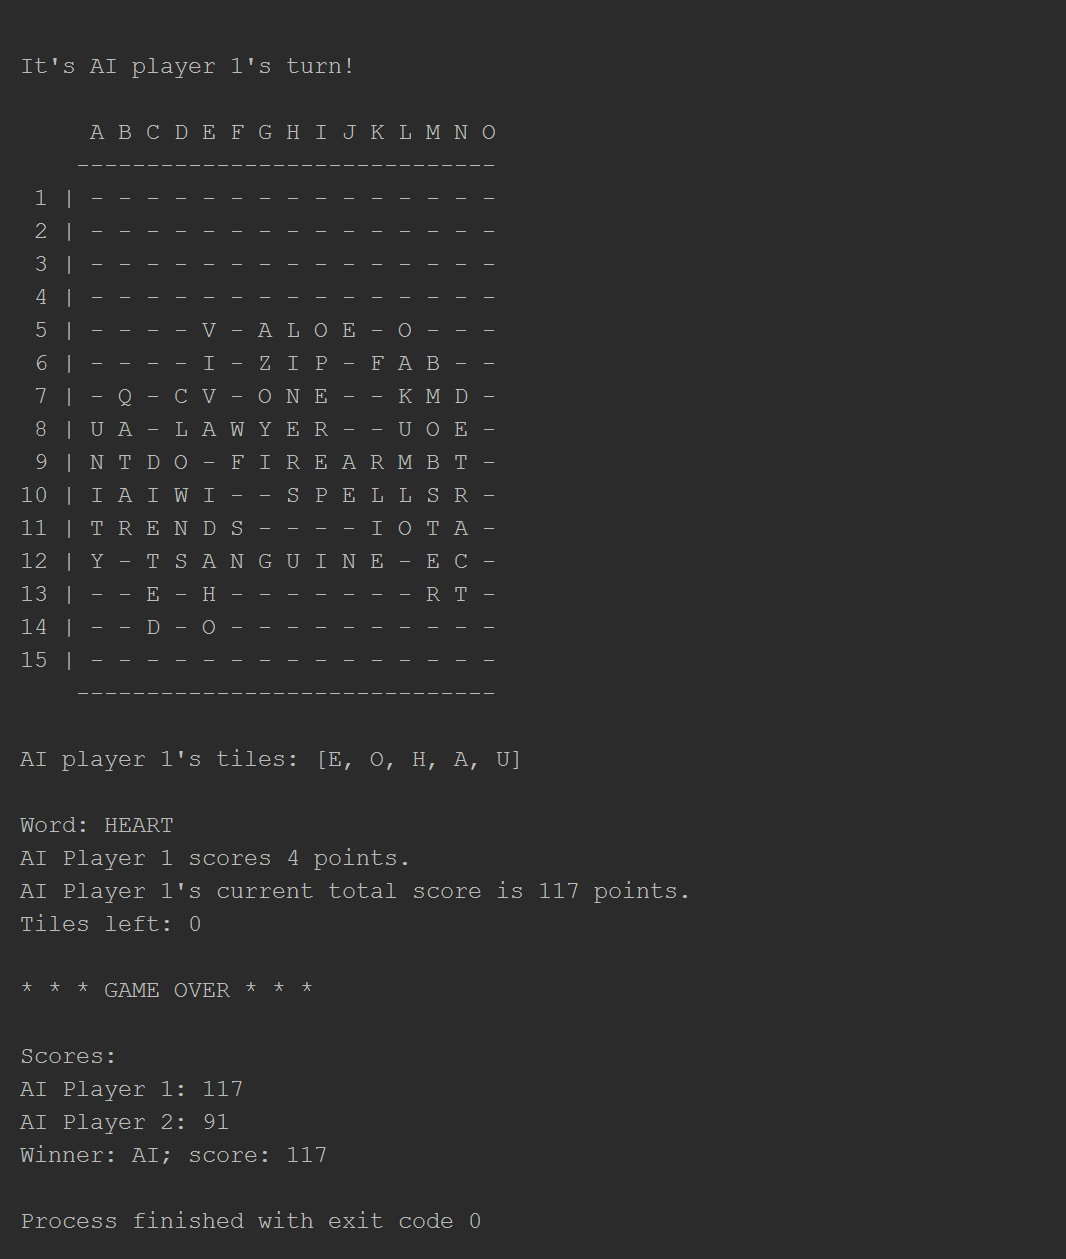 It's AI player 1's turn!
A B C D E F G H I J K L M N O
------------------------------
1 | - - - - - - - - - - - - - - -
2 | - - - - - - - - - - - - - - -
3 | - - - - - - - - - - - - - - -
4 | - - - - - - - - - - - - - - -
5 | - - - - V - A L O E - O - - -
6 | - - - - I - Z I P - F A B - -
7 | - Q - C V - O N E - - K M D -
8 | U A - L A W Y E R - - U O E -
9 | N T D O - F I R E A R M B T -
10 | I A I W I - - S P E L L S R -
11 | T R E N D S - - - - I O T A -
12 | Y - T S A N G U I N E - E C -
13 | - - E - H - - - - - - - R T -
14 | - - D - O - - - - - - - - - -
15 | - - - - - - - - - - - - - - -
------------------------------
AI player 1's tiles: [E, O, H, A, U]
Word: HEART
AI Player 1 scores 4 points.
AI Player 1's current total score is 117 points.
Tiles left: 0
* * * GAME OVER * * *
Scores:
AI Player 1: 117
AI Player 2: 91
Winner: AI; score: 117
Process finished with exit code 0